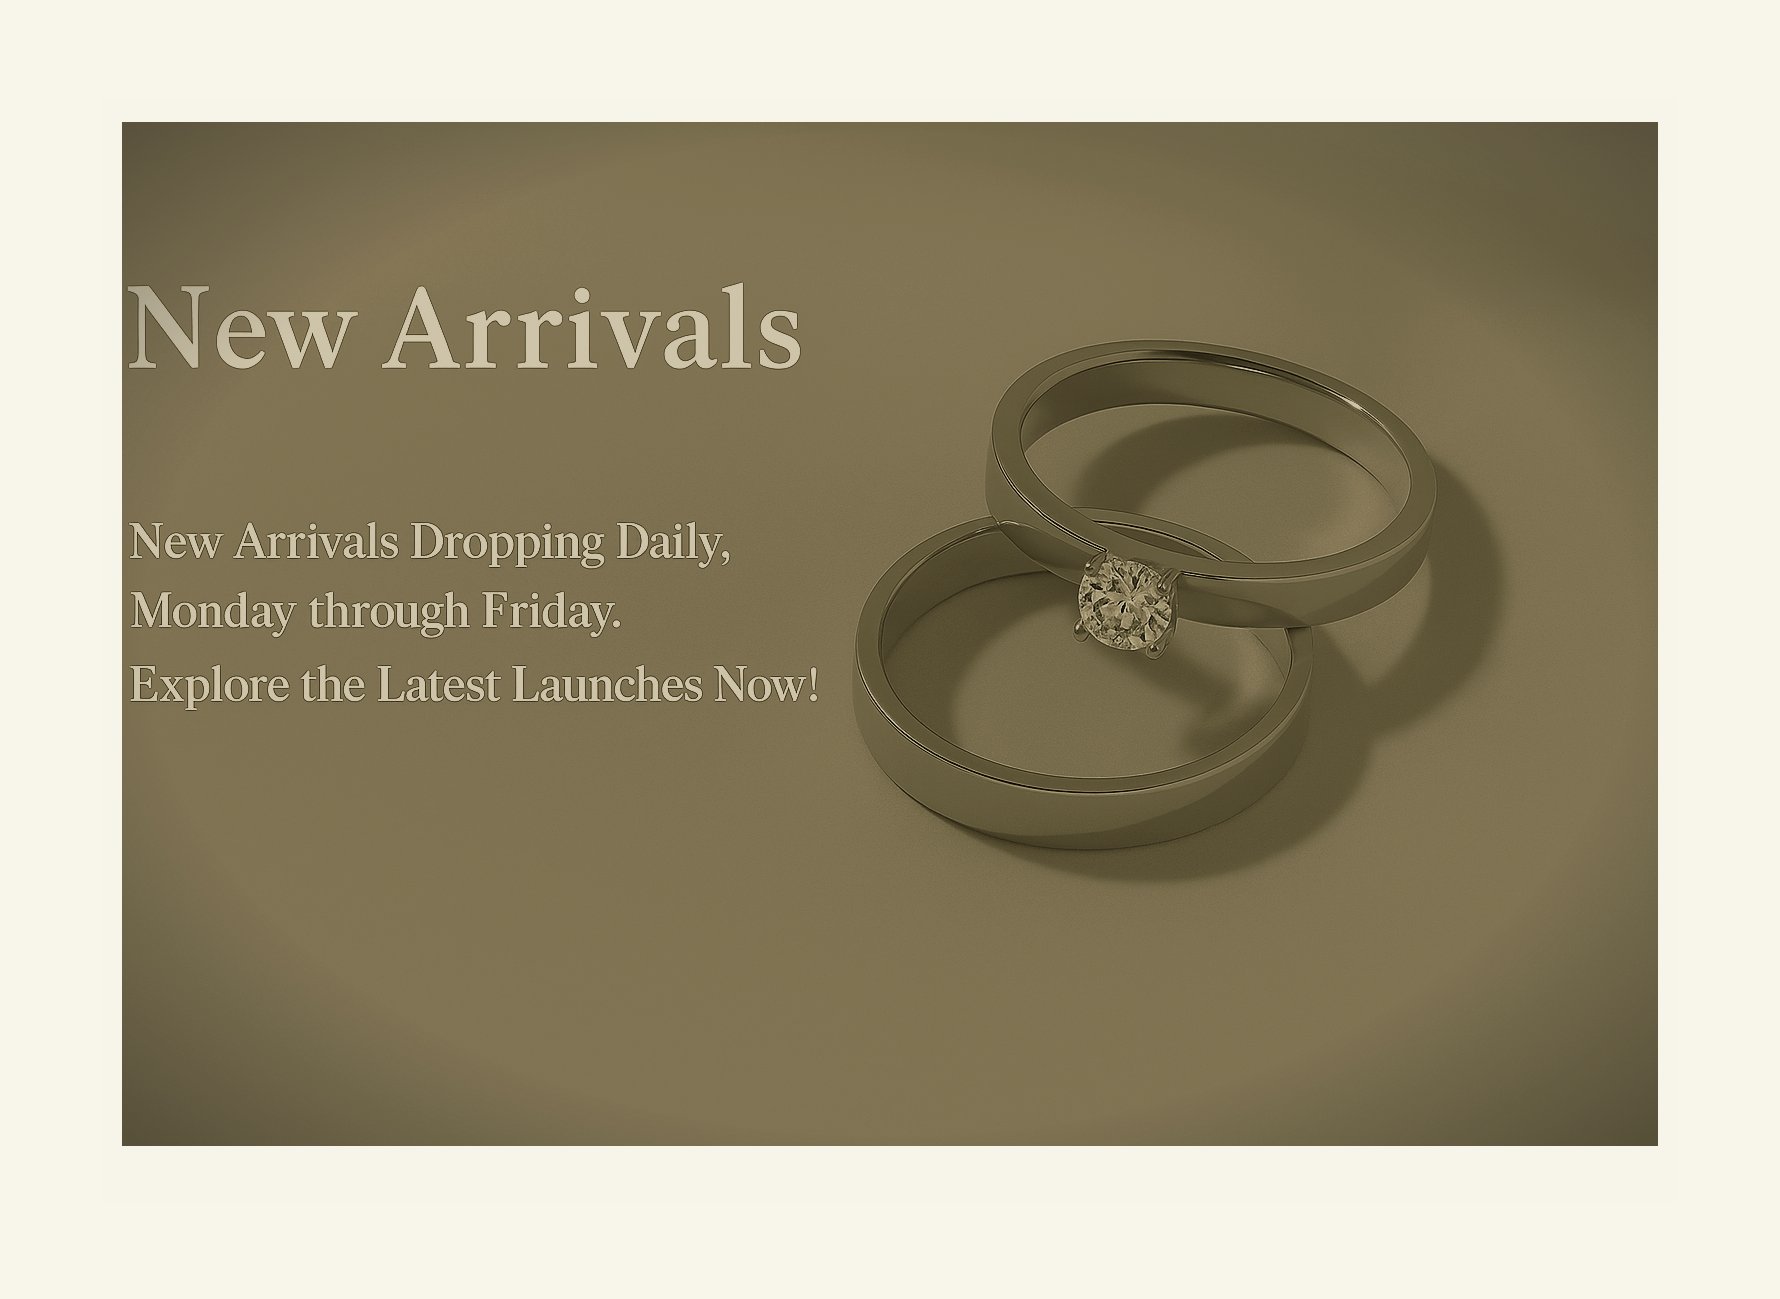 New Arrivals
New Arrivals Dropping Daily,
Monday through Friday.
Explore the Latest Launches Now!